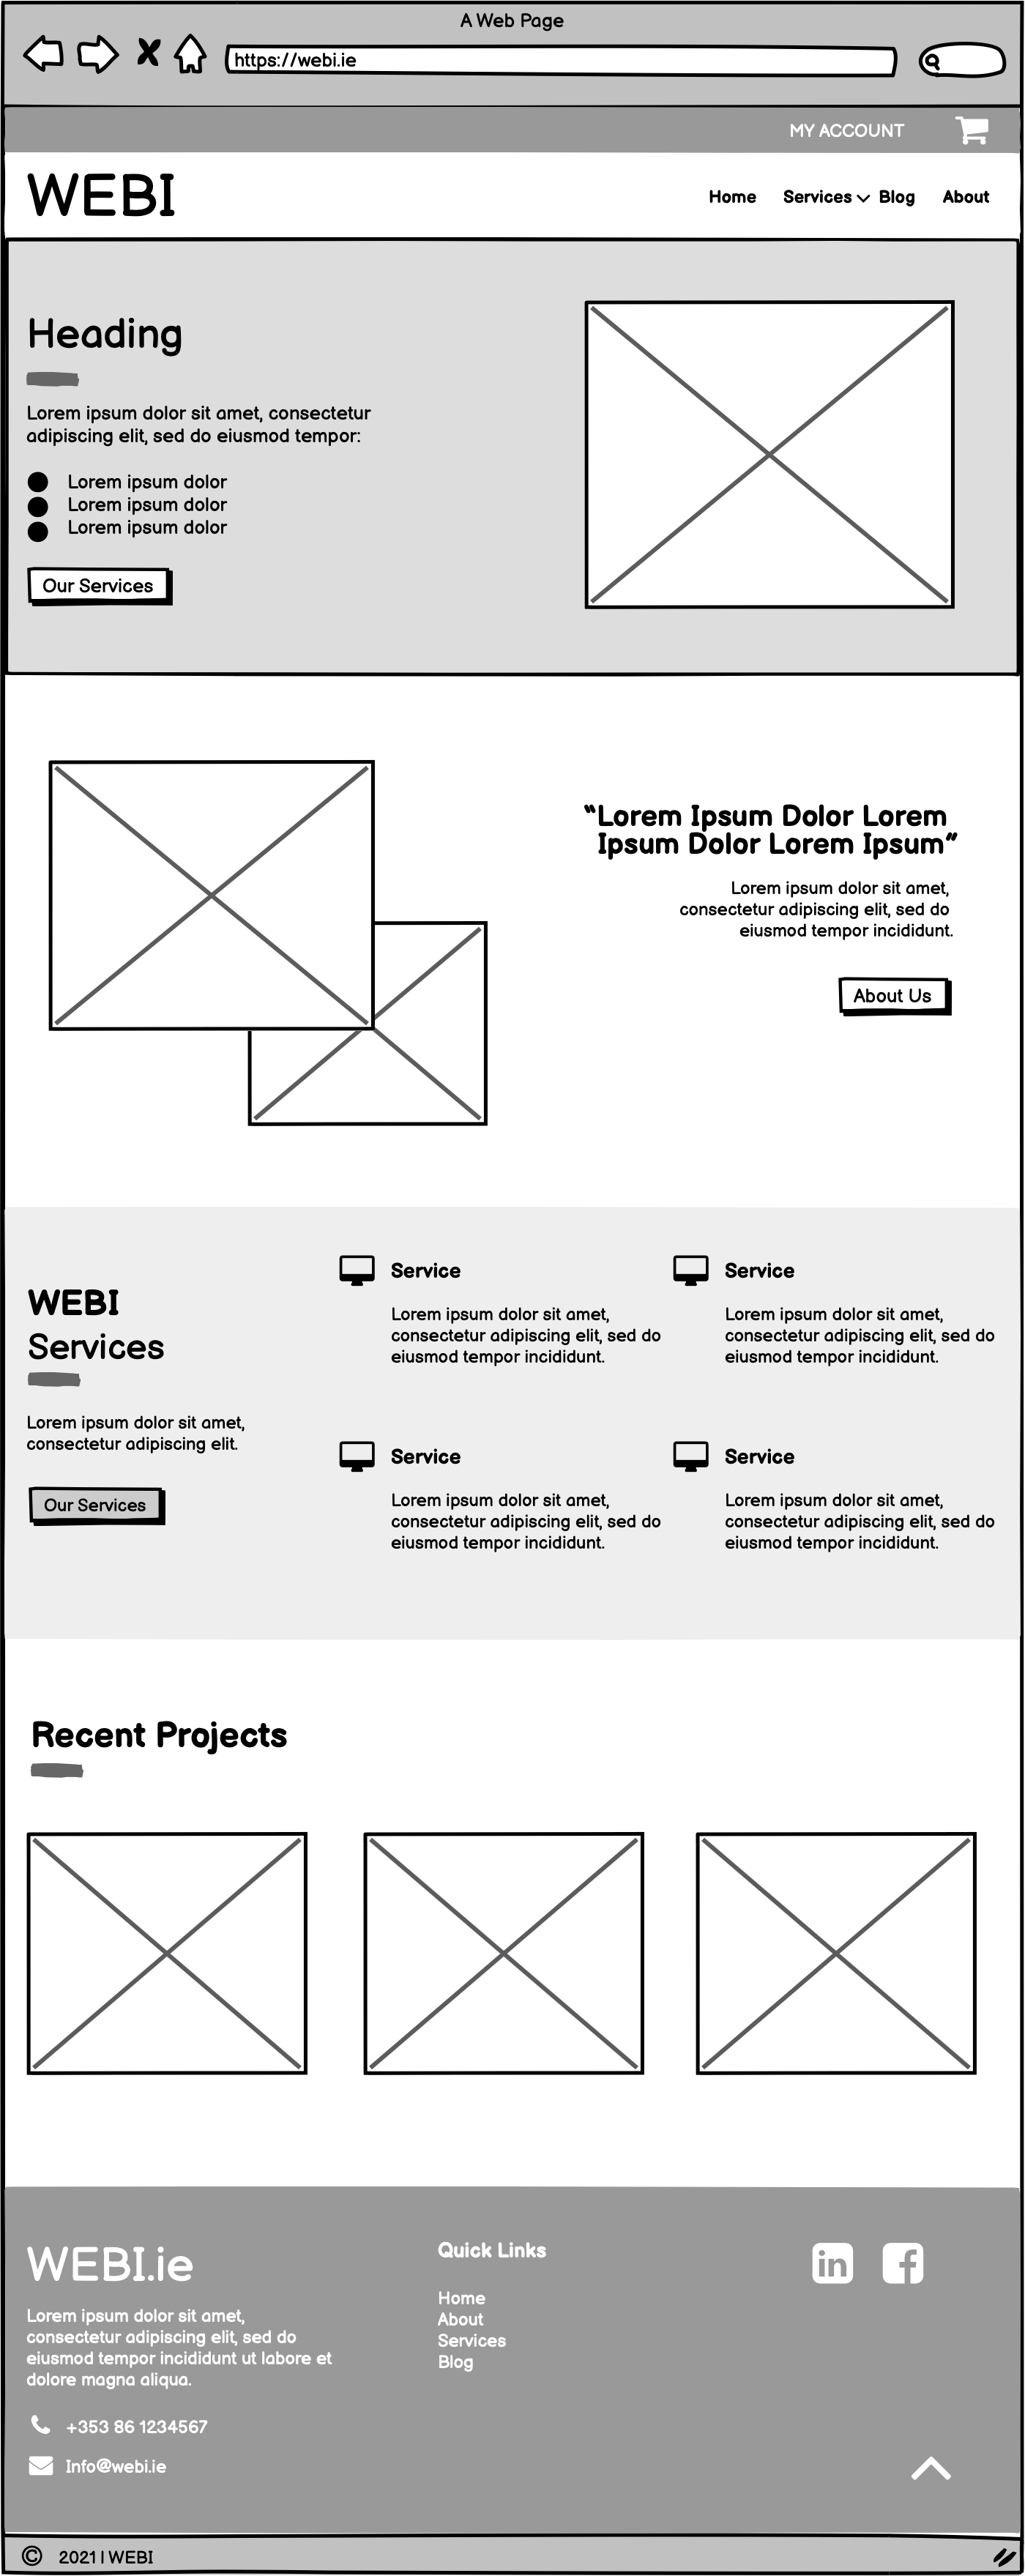 A Web Page
https://webi.ie
MY ACCOUNT
WEBI
Home Services Blog About
Heading
Lorem ipsum dolor sit amet, consectetur
adipiscing elit, sed do eiusmod tempor:
Lorem ipsum dolor
Lorem ipsum dolor
Lorem ipsum dolor
Our Services
“Lorem Ipsum Dolor Lorem
Ipsum Dolor Lorem Ipsum”
Lorem ipsum dolor sit amet,
consectetur adipiscing elit, sed do
eiusmod tempor incididunt.
About Us
WEBI
Services
Lorem ipsum dolor sit amet,
consectetur adipiscing elit.
Our Services
Service
Lorem ipsum dolor sit amet,
consectetur adipiscing elit, sed do
eiusmod tempor incididunt.
Service
Lorem ipsum dolor sit amet,
consectetur adipiscing elit, sed do
eiusmod tempor incididunt.
Service
Lorem ipsum dolor sit amet,
consectetur adipiscing elit, sed do
eiusmod tempor incididunt.
Service
Lorem ipsum dolor sit amet,
consectetur adipiscing elit, sed do
eiusmod tempor incididunt.
Recent Projects
WEBI.ie
Lorem ipsum dolor sit amet,
consectetur adipiscing elit, sed do
eiusmod tempor incididunt ut labore et
dolore magna aliqua.
+353 86 1234567
Info@webi.ie
Quick Links
Home
About
Services
Blog
in f
© 2021 | WEBI